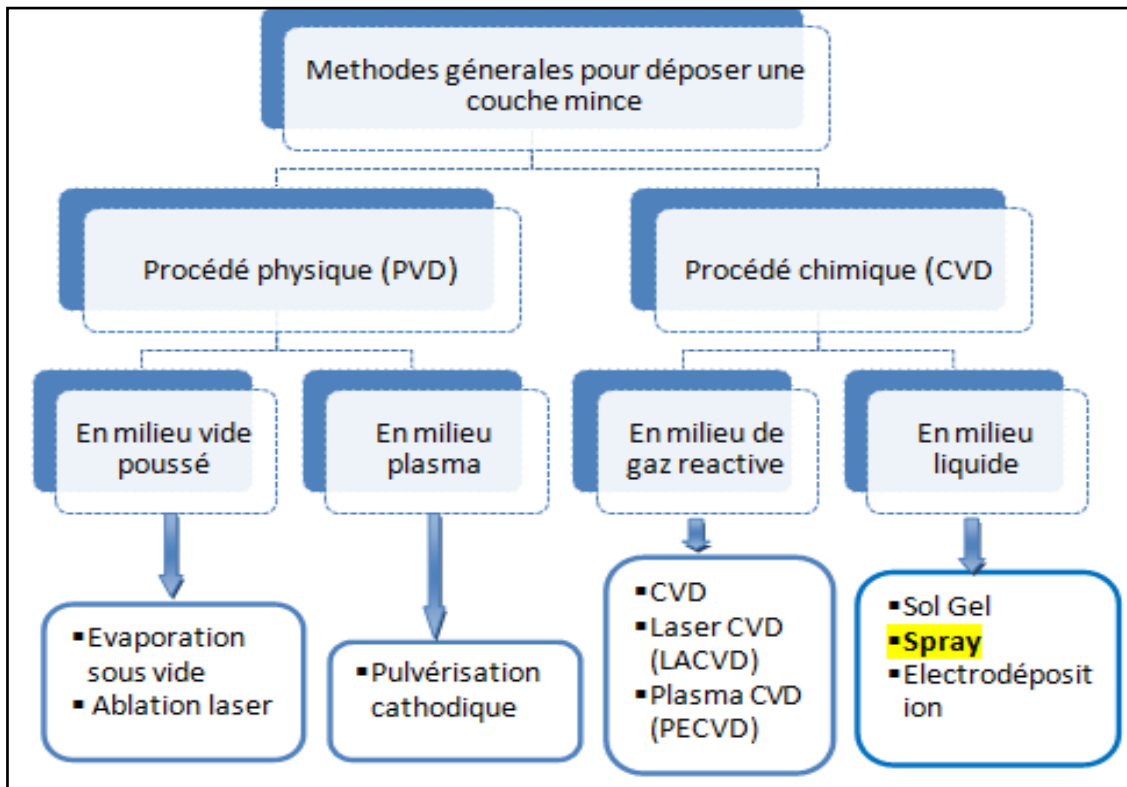 Methodes génerales pour déposer une
couche mince
Procédé physique (PVD)
Procédé chimique (CVD
En milieu vide
poussé
En milieu
plasma
En milieu de
gaz reactive
En milieu
liquide
▪Evaporation
sous vide
▪ Ablation laser
▪Pulvérisation
cathodique
▪CVD
▪Laser CVD
(LACVD)
▪Plasma CVD
(PECVD)
▪Sol Gel
▪Spray
▪Electrodéposit
ion